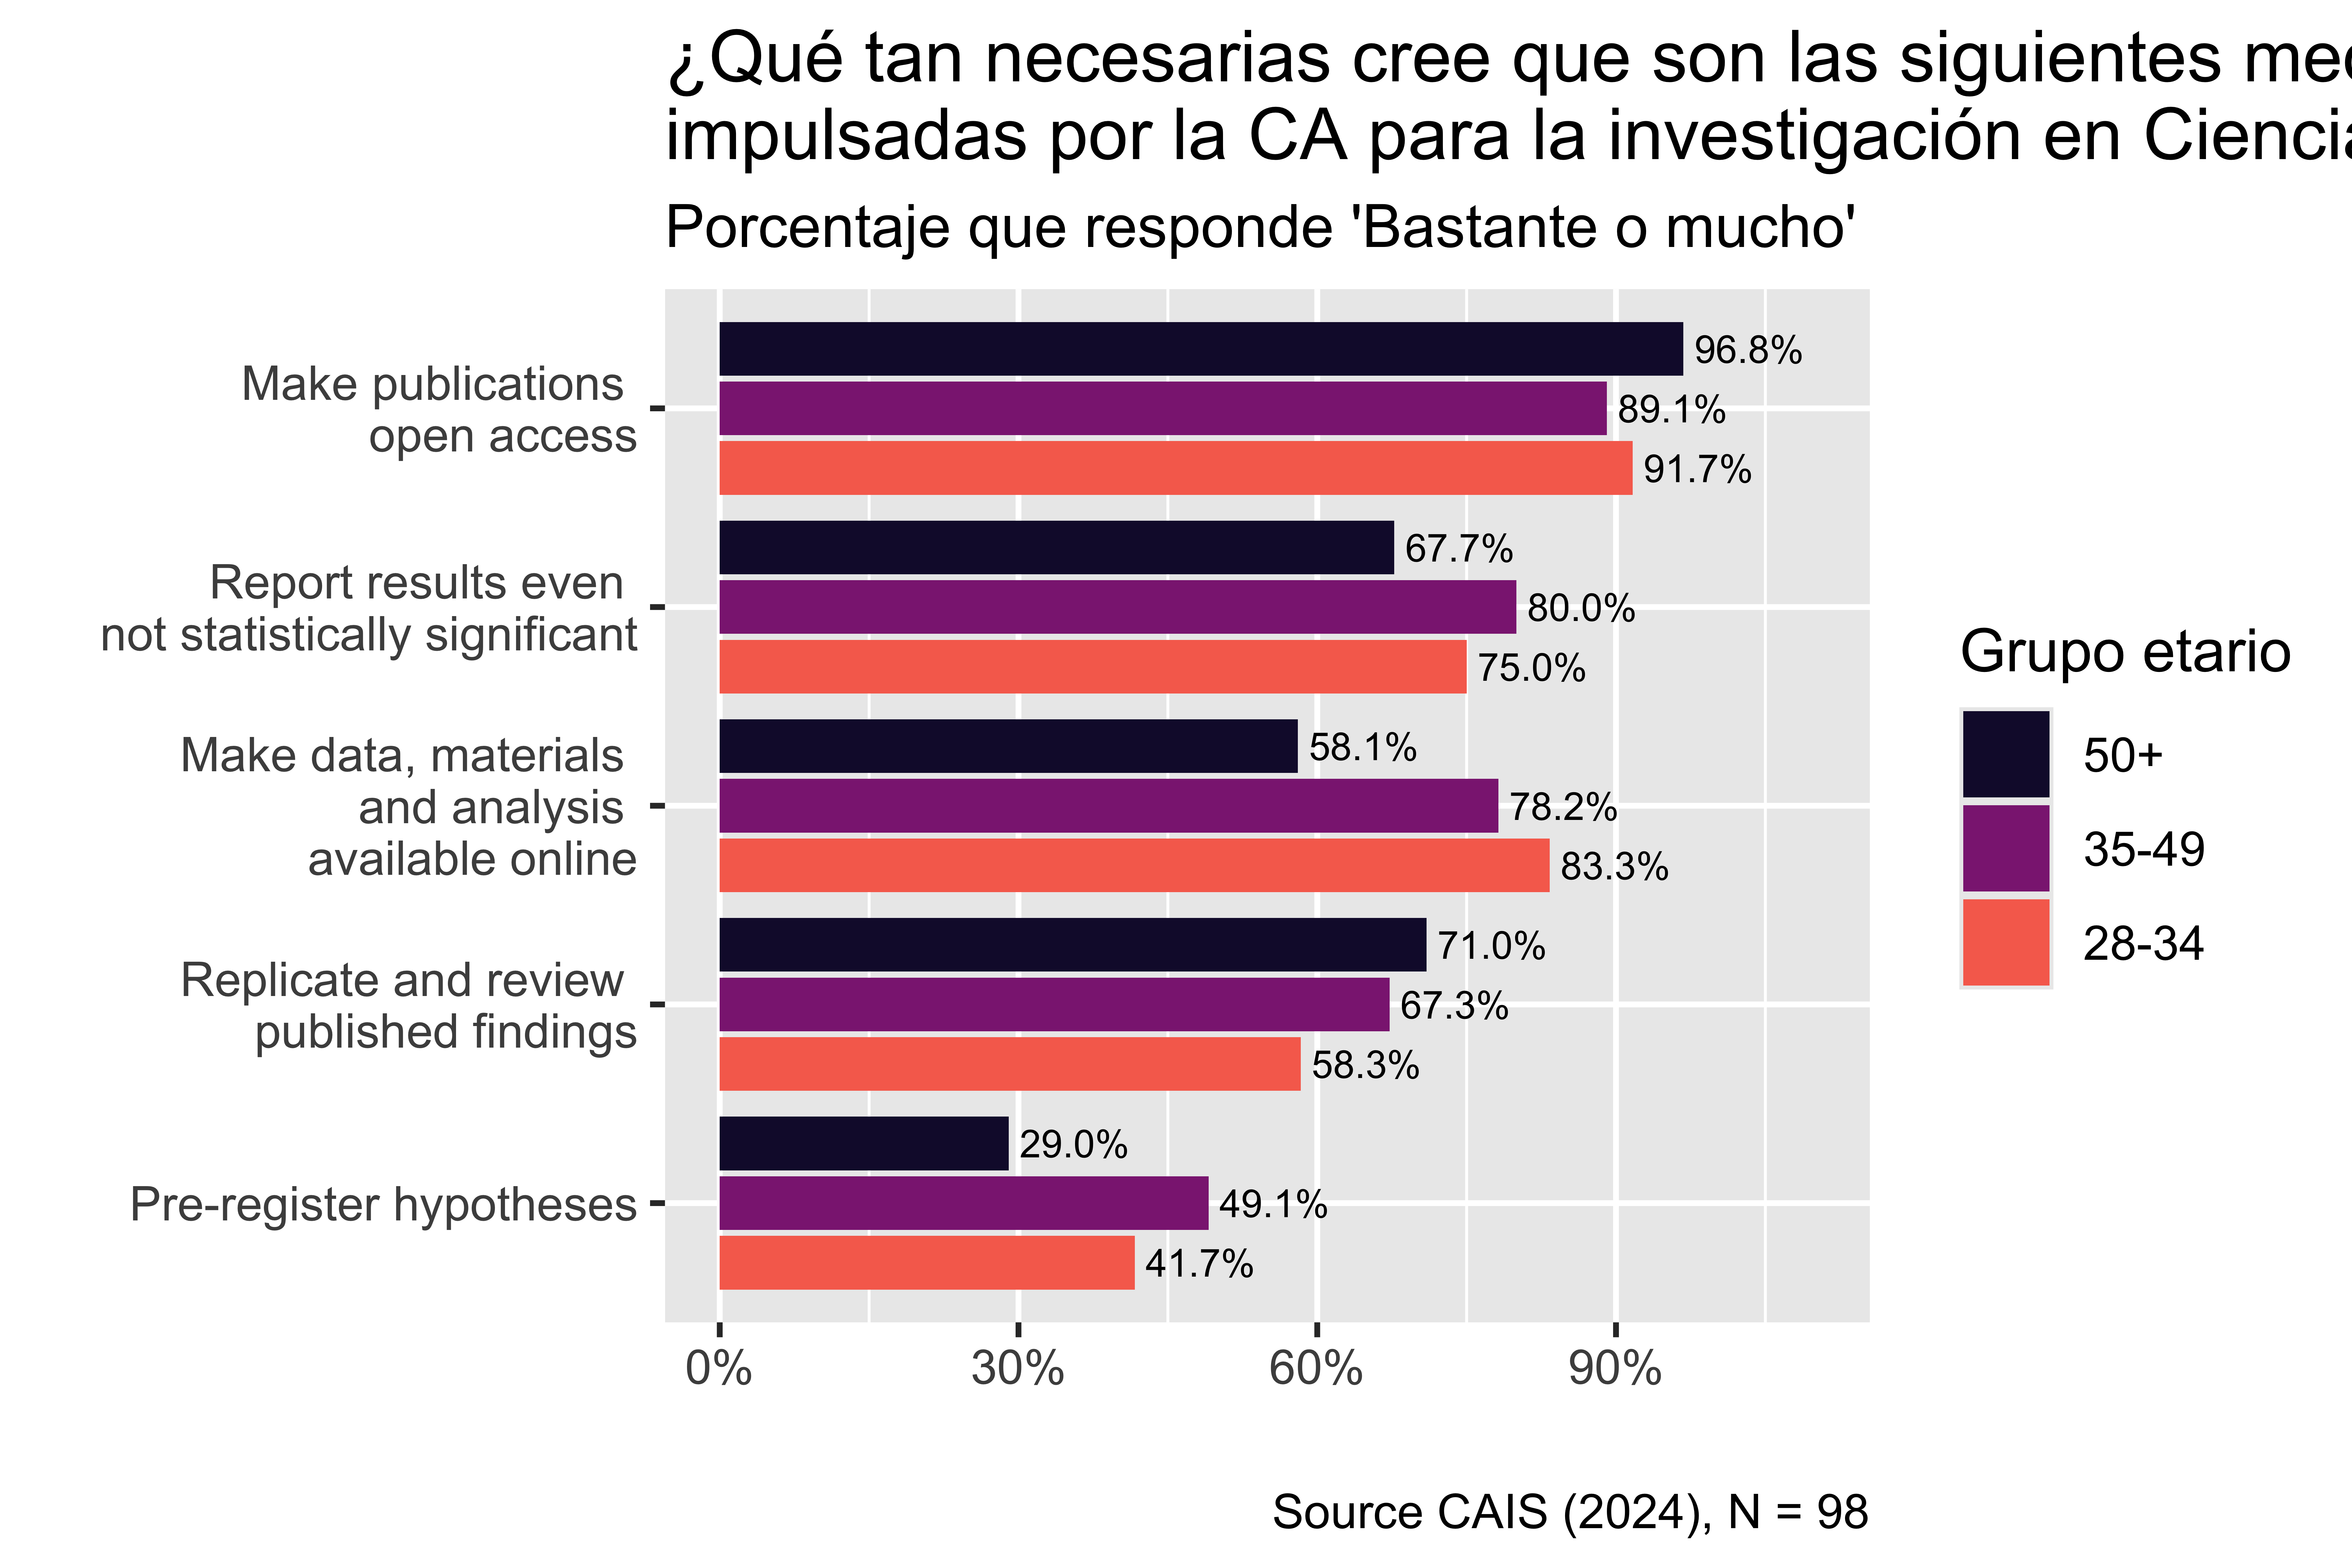 ¿Qué tan necesarias cree que son las siguientes
impulsadas por la CA para la investigación en
Porcentaje que responde 'Bastante o mucho'
Make publications
open access
96.8%
89.1%
91.7%
Report results even
not statistically significant
67.7%
80.0%
75.0%
Make data, materials
and analysis
available online
58.1%
78.2%
83.3%
Replicate and review
published findings
71.0%
67.3%
58.3%
Pre-register hypotheses
29.0%
49.1%
41.7%
0% 30% 60% 90%
Grupo etario
50+
35-49
28-34
Source CAIS (2024), N = 98